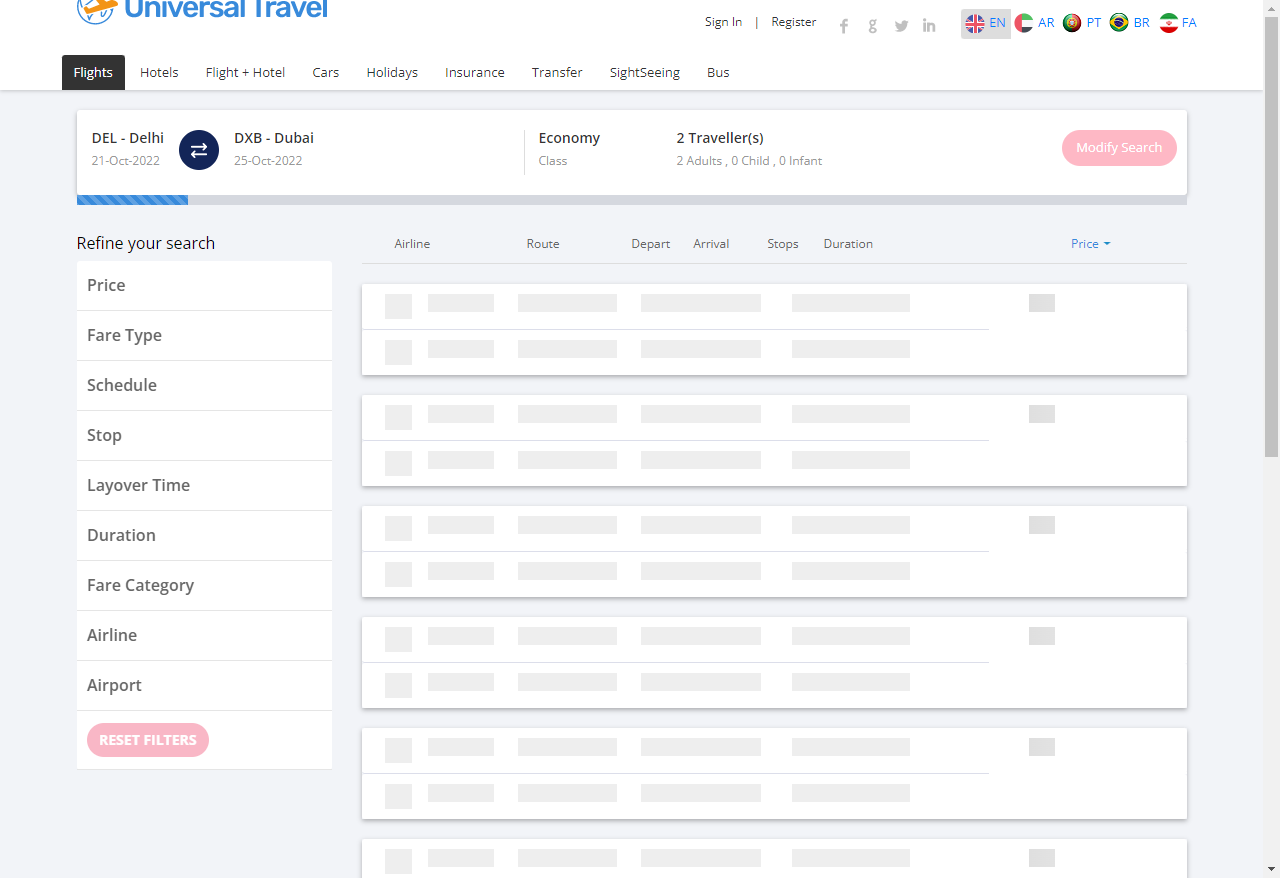 Universal Travel
Sign In | Register
EN AR PT BR FA
Flights Hotels Flight + Hotel Cars Holidays Insurance Transfer SightSeeing Bus
DEL - Delhi DXB - Dubai Economy 2 Traveller(s)
21-Oct-2022 25-Oct-2022 Class 2 Adults , 0 Child , 0 Infant
Modify Search
Refine your search
Airline Route Depart Arrival Stops Duration Price
Price
Fare Type
Schedule
Stop
Layover Time
Duration
Fare Category
Airline
Airport
RESET FILTERS